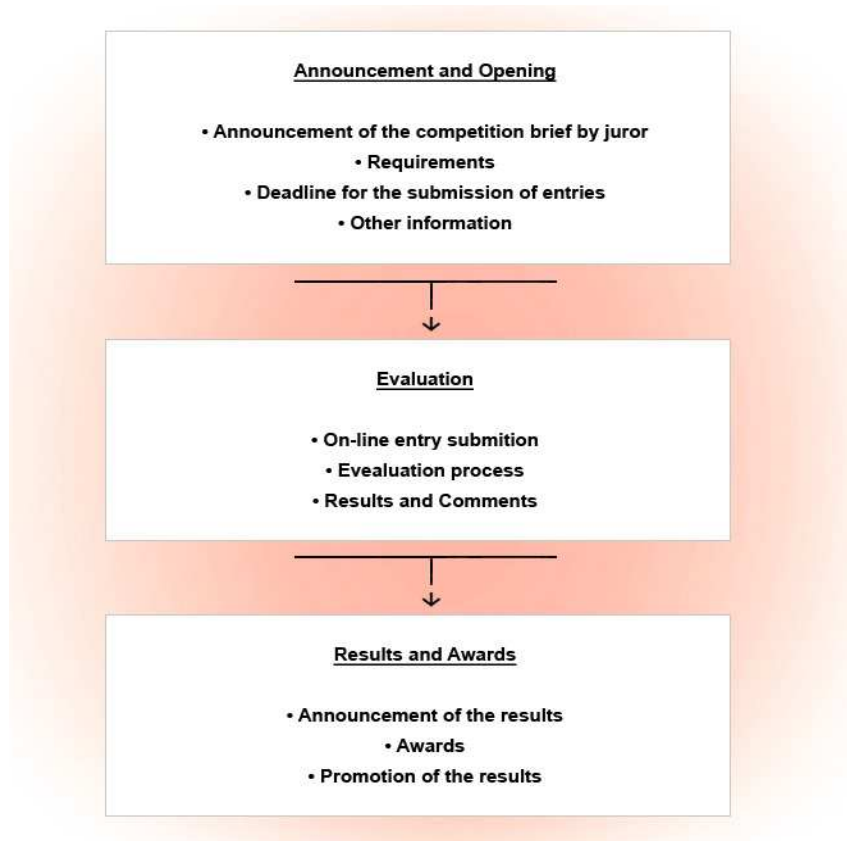 Announcement and Opening
• Announcement of the competition brief by juror
• Requirements
• Deadline for the submission of entries
• Other information
Evaluation
• On-line entry submition
• Evealuation process
• Results and Comments
Results and Awards
• Announcement of the results
• Awards
• Promotion of the results